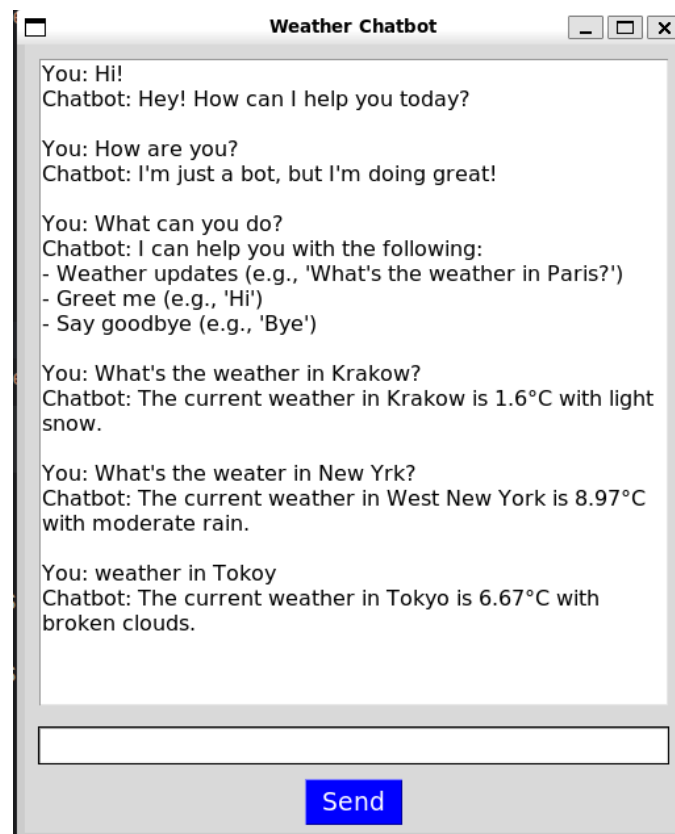 Weather Chatbot
You: Hi!
Chatbot: Hey! How can I help you today?
You: How are you?
Chatbot: I'm just a bot, but I'm doing great!
You: What can you do?
Chatbot: I can help you with the following:
- Weather updates (e.g., 'What's the weather in Paris?')
- Greet me (e.g., 'Hi')
- Say goodbye (e.g., 'Bye')
You: What's the weather in Krakow?
Chatbot: The current weather in Krakow is 1.6°C with light
snow.
You: What's the weater in New Yrk?
Chatbot: The current weather in West New York is 8.97°C
with moderate rain.
You: weather in Tokoy
Chatbot: The current weather in Tokyo is 6.67°C with
broken clouds.
Send